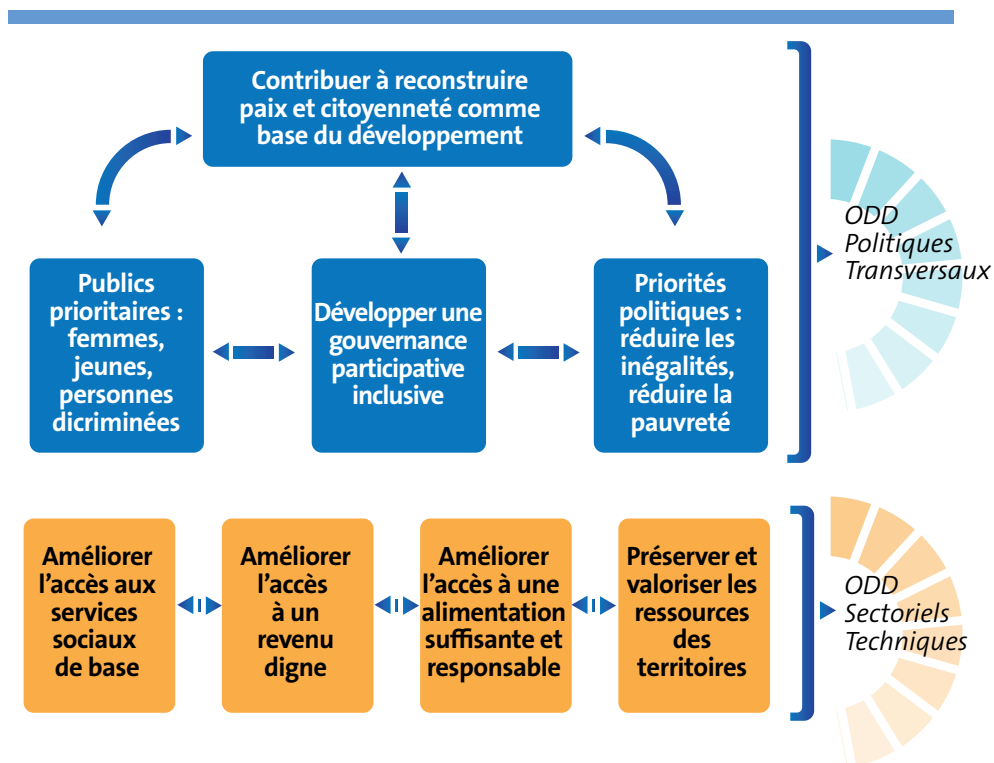 Contribuer à reconstruire
paix et citoyenneté comme
base du développement
Publics
prioritaires :
femmes,
jeunes,
personnes
dicriminées
Développer une
gouvernance
participative
inclusive
Priorités
politiques :
réduire les
inégalités,
réduire la
pauvreté
ODD
Politiques
Transversaux
Améliorer
l'accès aux
services
sociaux
de base
Améliorer
l'accès
à un
revenu
digne
Améliorer
l'accès à une
alimentation
suffisante et
responsable
Préserver et
valoriser les
ressources
des
territoires
ODD
Sectoriels
Techniques